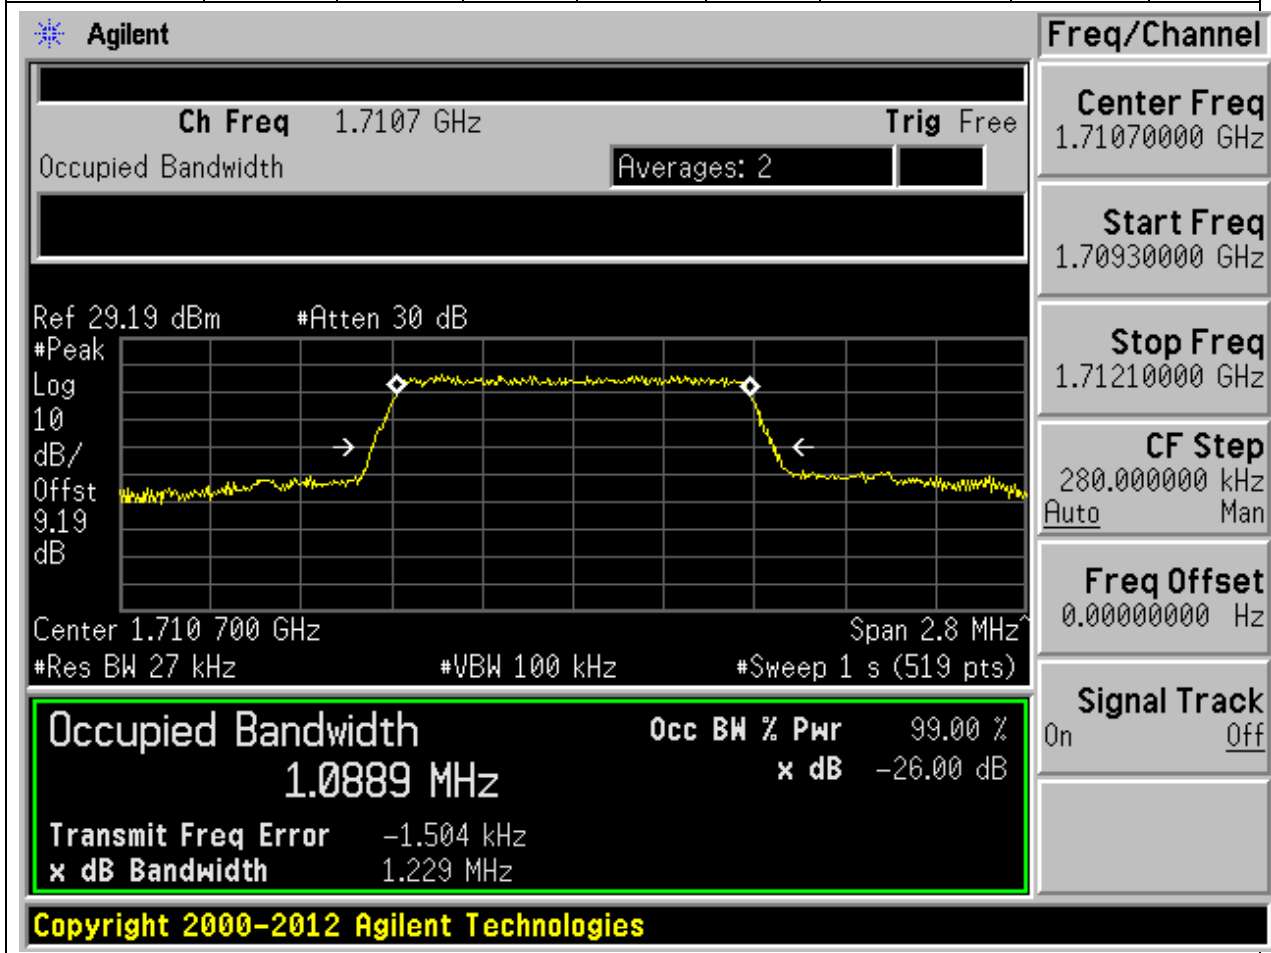 Agilent
Freq/Channel
Ch Freq 1.7107 GHz Trig Free
Occupied Bandwidth Averages: 2
Center Freq
1.71070000 GHz
Start Freq
1.70930000 GHz
Stop Freq
1.71210000 GHz
CF Step
280.000000 kHz
Auto Man
Freq Offset
0.00000000 Hz
Signal Track
On Off
Ref 29.19 dBm #Atten 30 dB
#Peak
Log
10
dB/
Offst
9.19
dB
Center 1.710 700 GHz Span 2.8 MHz^
#Res BW 27 kHz #VBW 100 kHz #Sweep 1 s (519 pts)
Occupied Bandwidth Occ BW % Pwr 99.00 %
1.0889 MHz x dB -26.00 dB
Transmit Freq Error -1.504 kHz
x dB Bandwidth 1.229 MHz
Copyright 2000-2012 Agilent Technologies